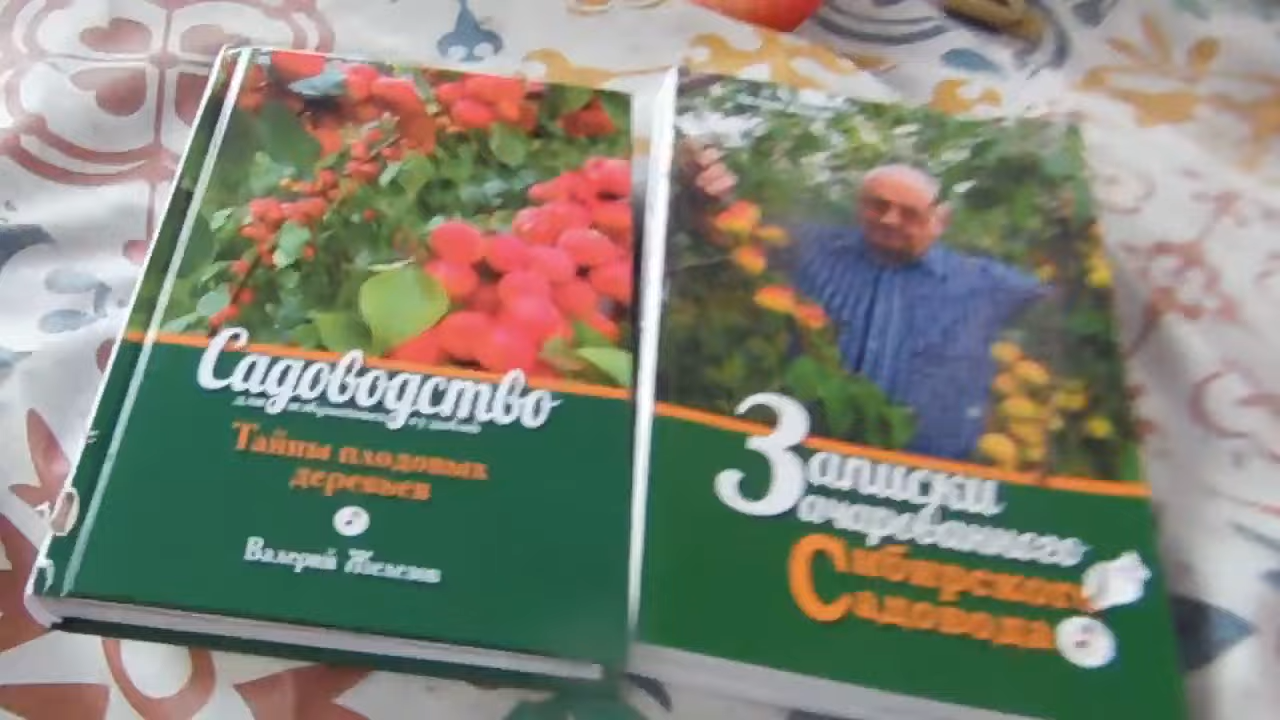 Садоводство
Тайны плодовых
деревьев
Валерий Железов
Записки
очарованного
Сибирского
Садовода